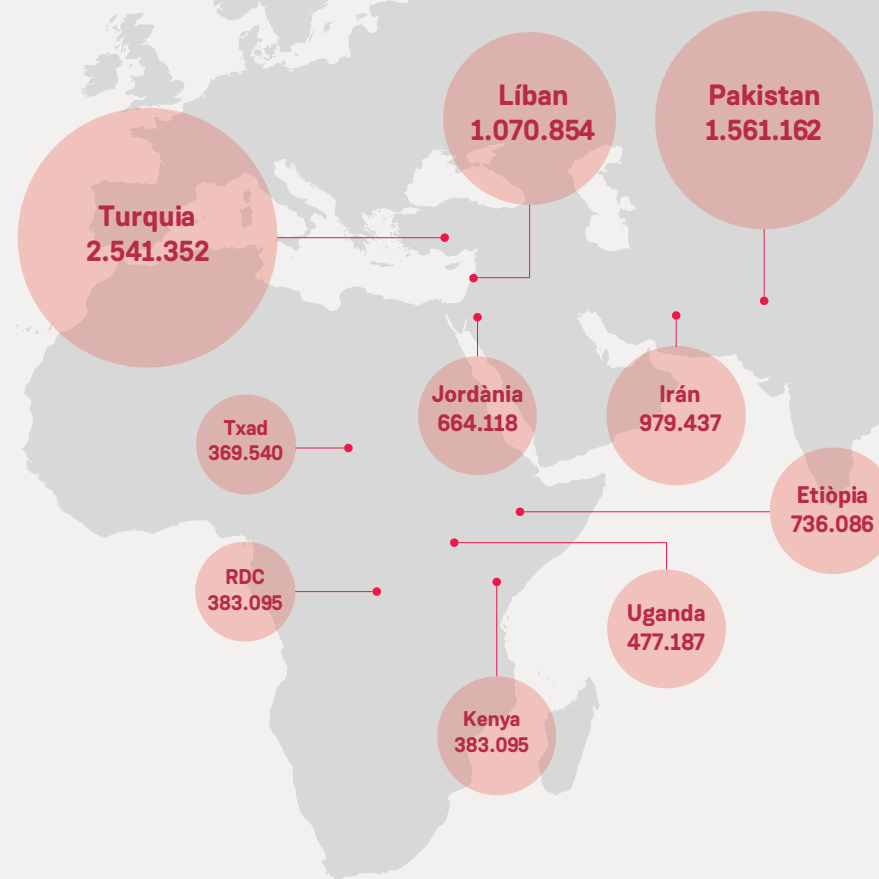 Líban
1.070.854
Pakistan
1.561.162
Turquia
2.541.352
Jordània
664.118
Irán
979.437
Txad
369.540
Etiòpia
736.086
RDC
383.095
Uganda
477.187
Kenya
383.095